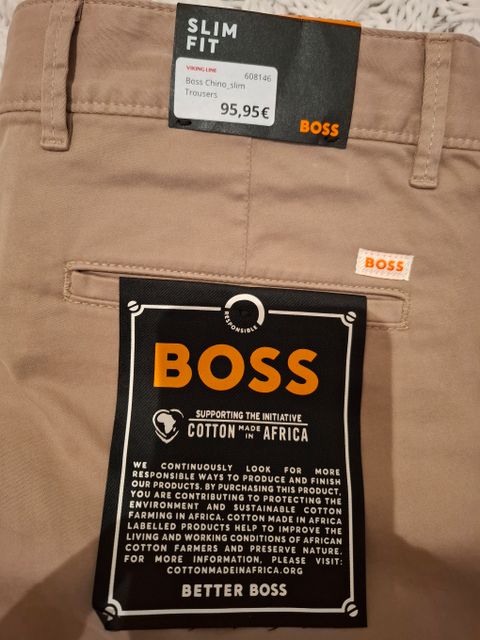 SLIM
FIT
VIKING LINE 608146
Boss Chino_slim
Trousers
95,95€
BOSS
BOSS
RESPONSIBLE
BOSS
SUPPORTING THE INITIATIVE
COTTON MADE IN AFRICA
WE CONTINUOUSLY LOOK FOR MORE
RESPONSIBLE WAYS TO PRODUCE AND FINISH
OUR PRODUCTS. BY PURCHASING THIS PRODUCT,
YOU ARE CONTRIBUTING TO PROTECTING THE
ENVIRONMENT AND SUSTAINABLE COTTON
FARMING IN AFRICA. COTTON MADE IN AFRICA
LABELLED PRODUCTS HELP TO IMPROVE THE
LIVING AND WORKING CONDITIONS OF AFRICAN
COTTON FARMERS AND PRESERVE NATURE.
FOR MORE INFORMATION, PLEASE VISIT:
COTTONMADEINAFRICA.ORG
BETTER BOSS